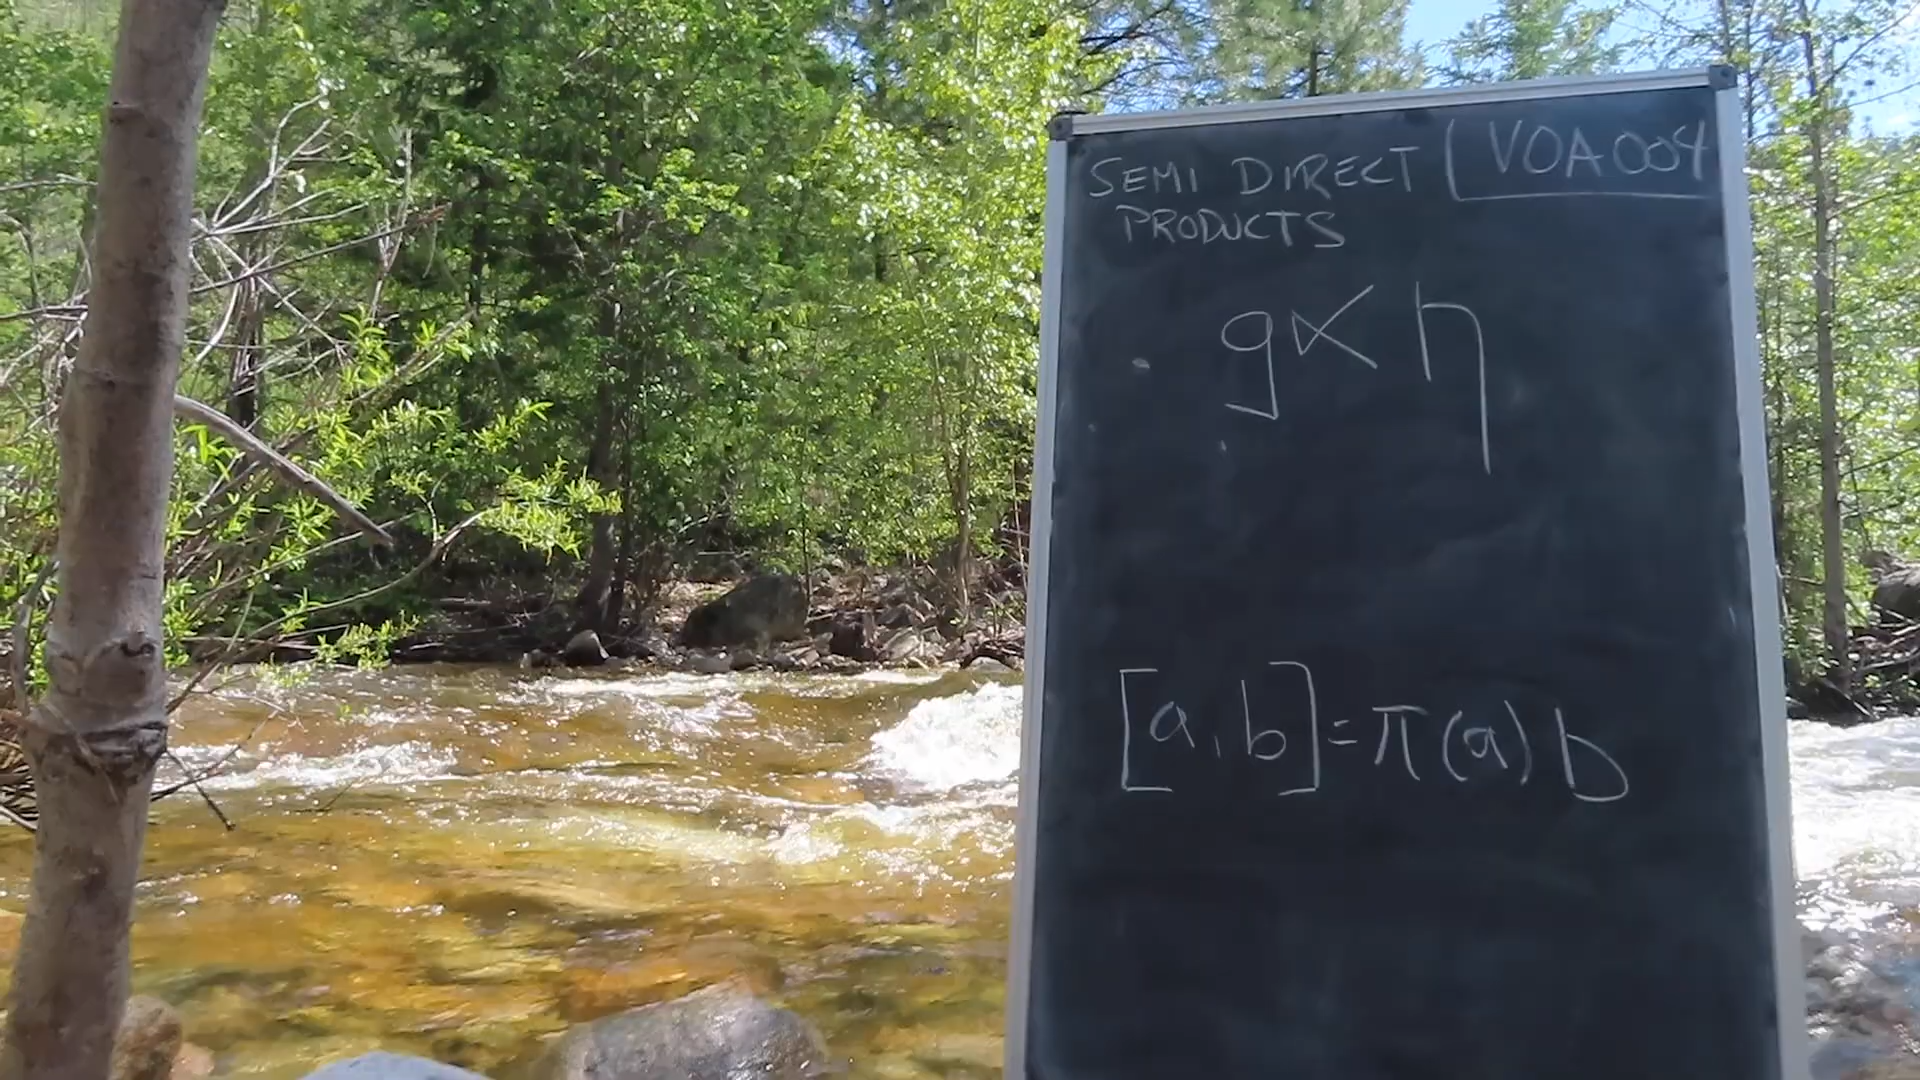 SEMI DIRECT
PRODUCTS
VOA004
g ⋉ h
[a,b]=π(a)b